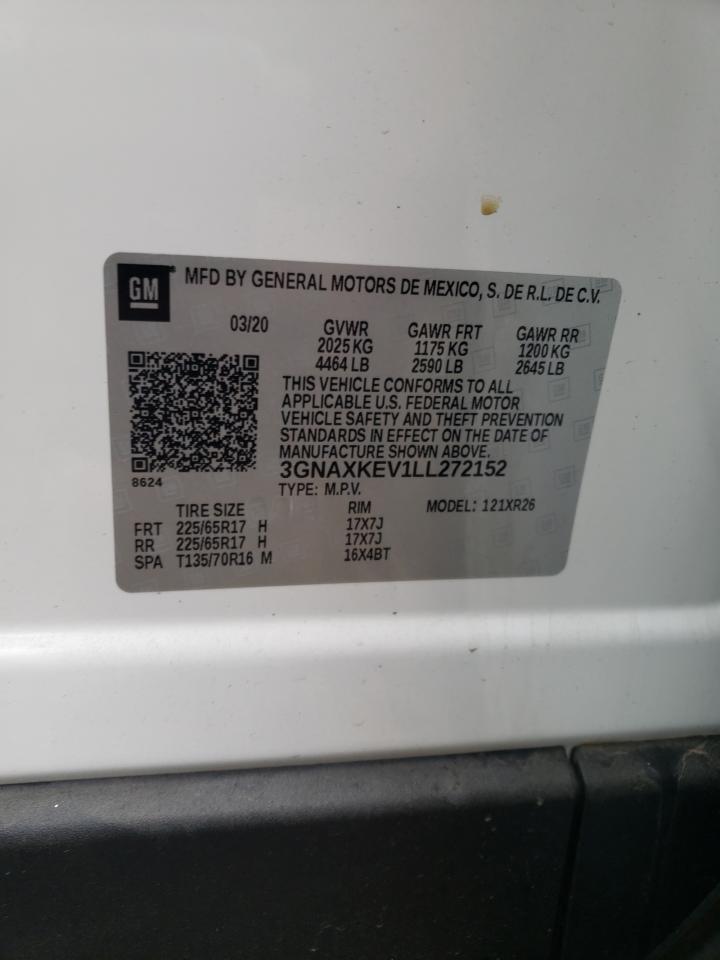 GM MFD BY GENERAL MOTORS DE MEXICO, S. DE R.L. DE C.V.
03/20 GVWR GAWR FRT GAWR RR
2025 KG 1175 KG 1200 KG
4464 LB 2590 LB 2645 LB
THIS VEHICLE CONFORMS TO ALL
APPLICABLE U.S. FEDERAL MOTOR
VEHICLE SAFETY AND THEFT PREVENTION
STANDARDS IN EFFECT ON THE DATE OF
MANUFACTURE SHOWN ABOVE.
8624 3GNAXKEV1LL272152
TYPE: M.P.V. MODEL: 121XR26
TIRE SIZE RIM
FRT 225/65R17 H 17X7J
RR 225/65R17 H 17X7J
SPA T135/70R16 M 16X4BT